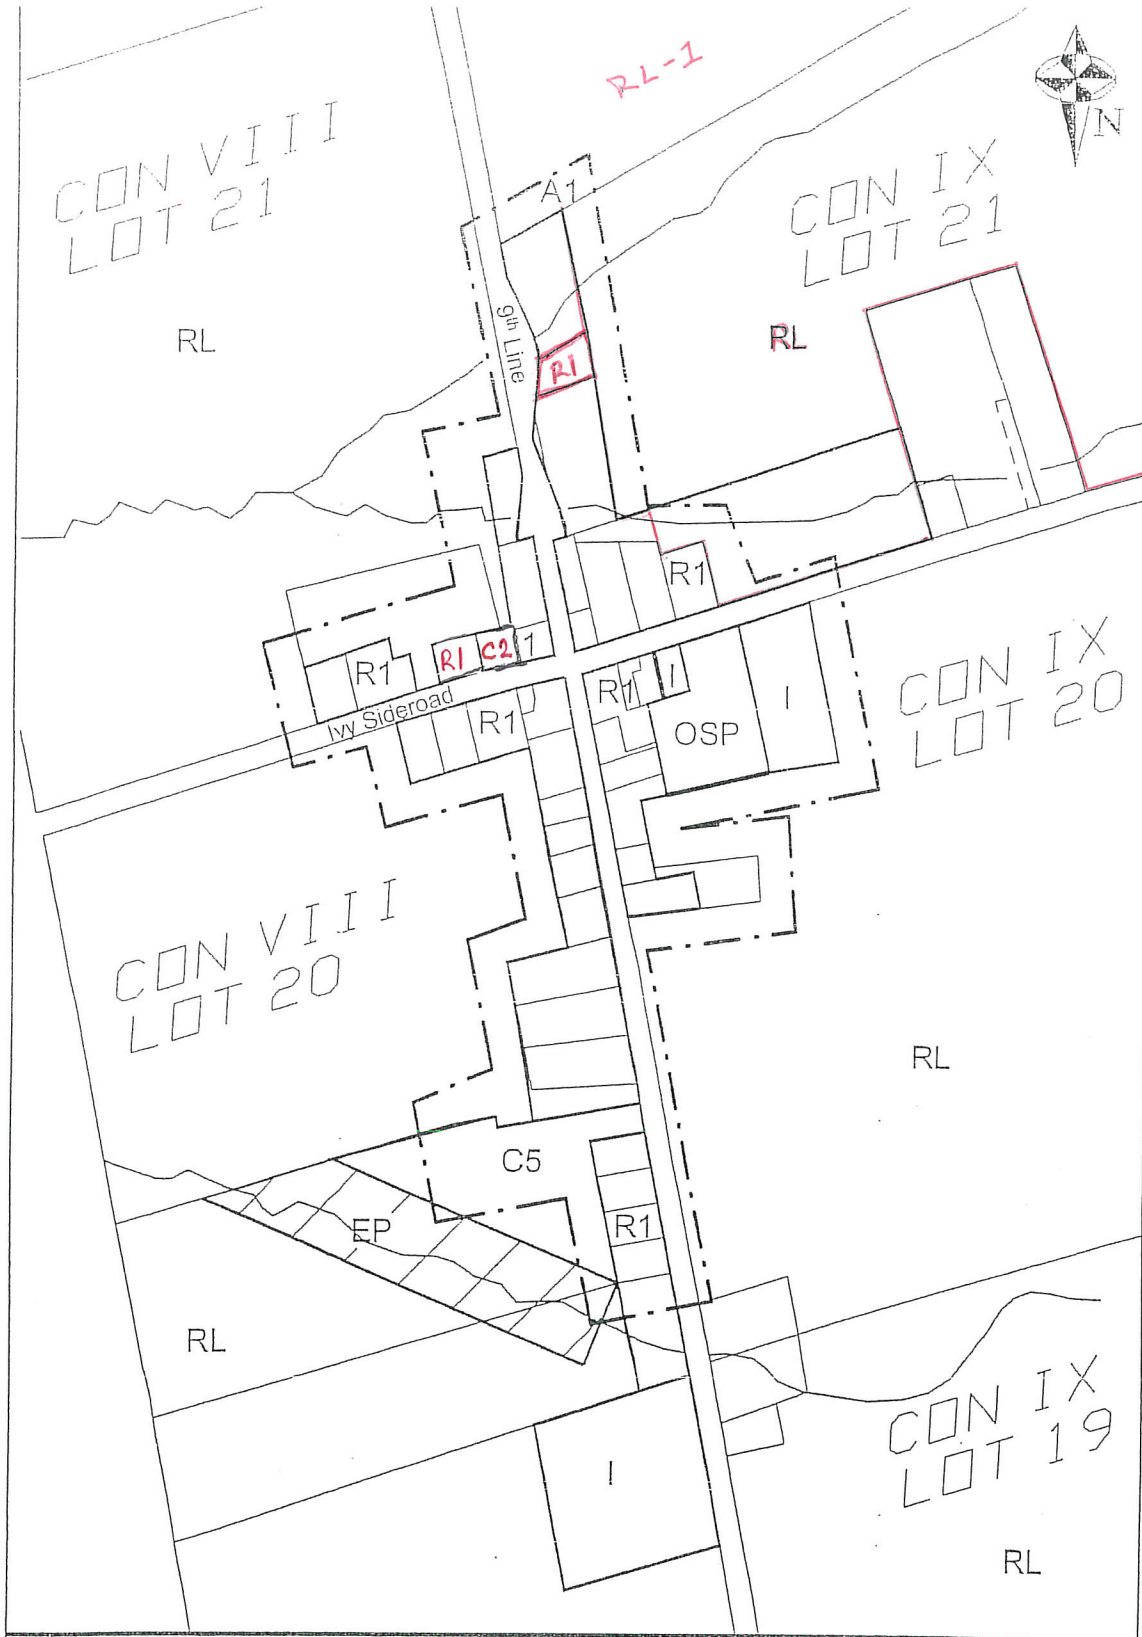 RL-1
N
CON VIII
LOT 21
A1
CON IX
LOT 21
RL
9th Line
RL
R1
R1
R1
C2
1
R1
Ivy Sideroad
R1
R1
I
I
OSP
CON IX
LOT 20
CON VIII
LOT 20
RL
C5
EP
R1
RL
CON IX
LOT 19
I
RL